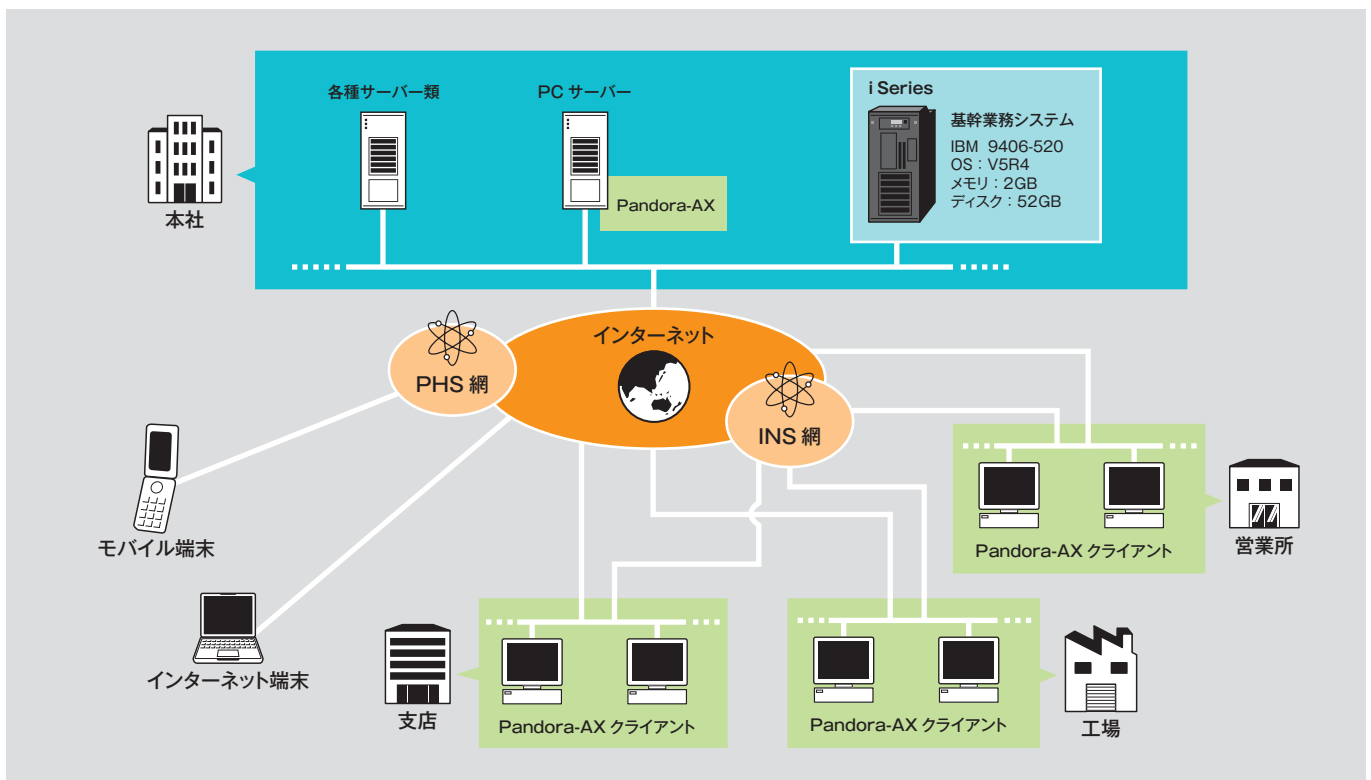 各種サーバー類
PC サーバー
i Series
基幹業務システム
IBM 9406-520
OS：V5R4
メモリ：2GB
ディスク：52GB
Pandora-AX
本社
インターネット
PHS 網
INS 網
モバイル端末
Pandora-AX クライアント
営業所
インターネット端末
支店
Pandora-AX クライアント
Pandora-AX クライアント
工場